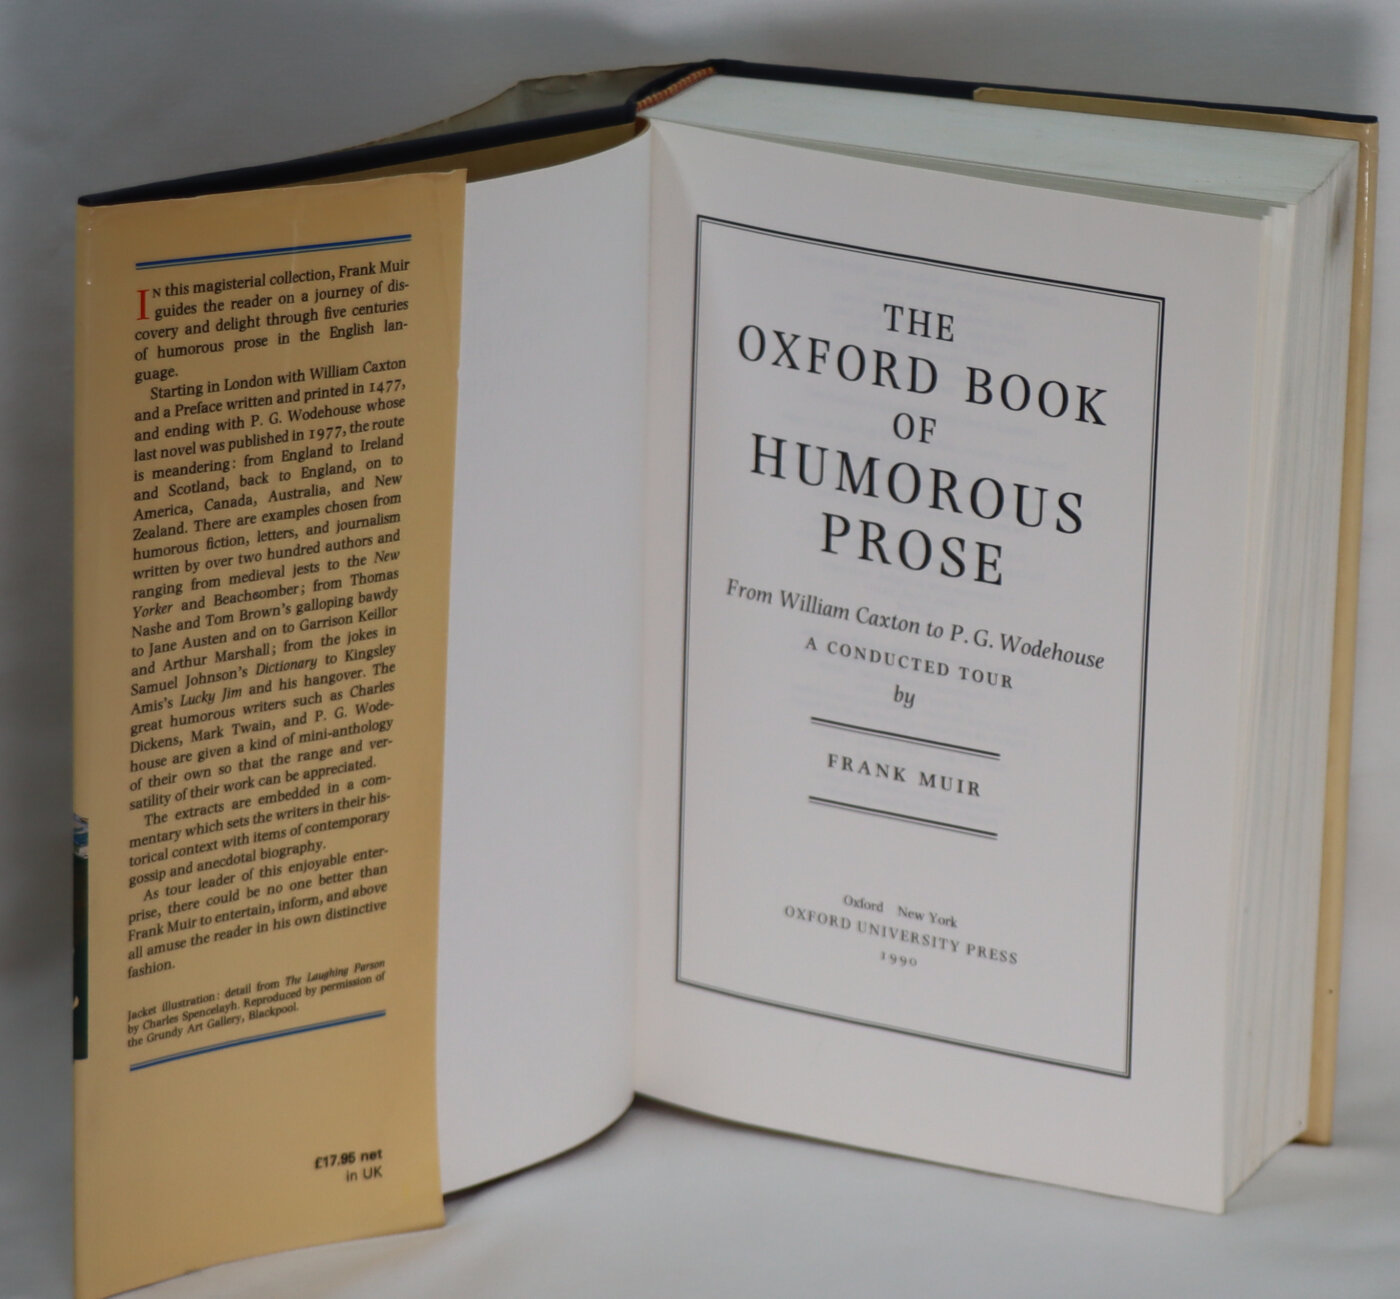 IN this magisterial collection, Frank Muir
guides the reader on a journey of dis-
covery and delight through five centuries
of humorous prose in the English lan-
guage.
Starting in London with William Caxton
and a Preface written and printed in 1477,
and ending with P. G. Wodehouse whose
last novel was published in 1977, the route
is meandering: from England to Ireland
and Scotland, back to England, on to
America, Canada, Australia, and New
Zealand. There are examples chosen from
humorous fiction, letters, and journalism
written by over two hundred authors and
ranging from medieval jests to the New
Yorker and Beachcomber; from Thomas
Nashe and Tom Brown's galloping bawdy
to Jane Austen and on to Garrison Keillor
and Arthur Marshall; from the jokes in
Samuel Johnson's Dictionary to Kingsley
Amis's Lucky Jim and his hangover. The
great humorous writers such as Charles
Dickens, Mark Twain, and P. G. Wode-
house are given a kind of mini-anthology
of their own so that the range and ver-
satility of their work can be appreciated.
The extracts are embedded in a com-
mentary which sets the writers in their his-
torical context with items of contemporary
gossip and anecdotal biography.
As tour leader of this enjoyable enter-
prise, there could be no one better than
Frank Muir to entertain, inform, and above
all amuse the reader in his own distinctive
fashion.
Jacket illustration: detail from The Laughing Parson
by Charles Spencelayh. Reproduced by permission of
the Grundy Art Gallery, Blackpool.
£17.95 net
in UK
THE
OXFORD BOOK
OF
HUMOROUS
PROSE
From William Caxton to P. G. Wodehouse
A CONDUCTED TOUR
by
FRANK MUIR
Oxford New York
OXFORD UNIVERSITY PRESS
1990